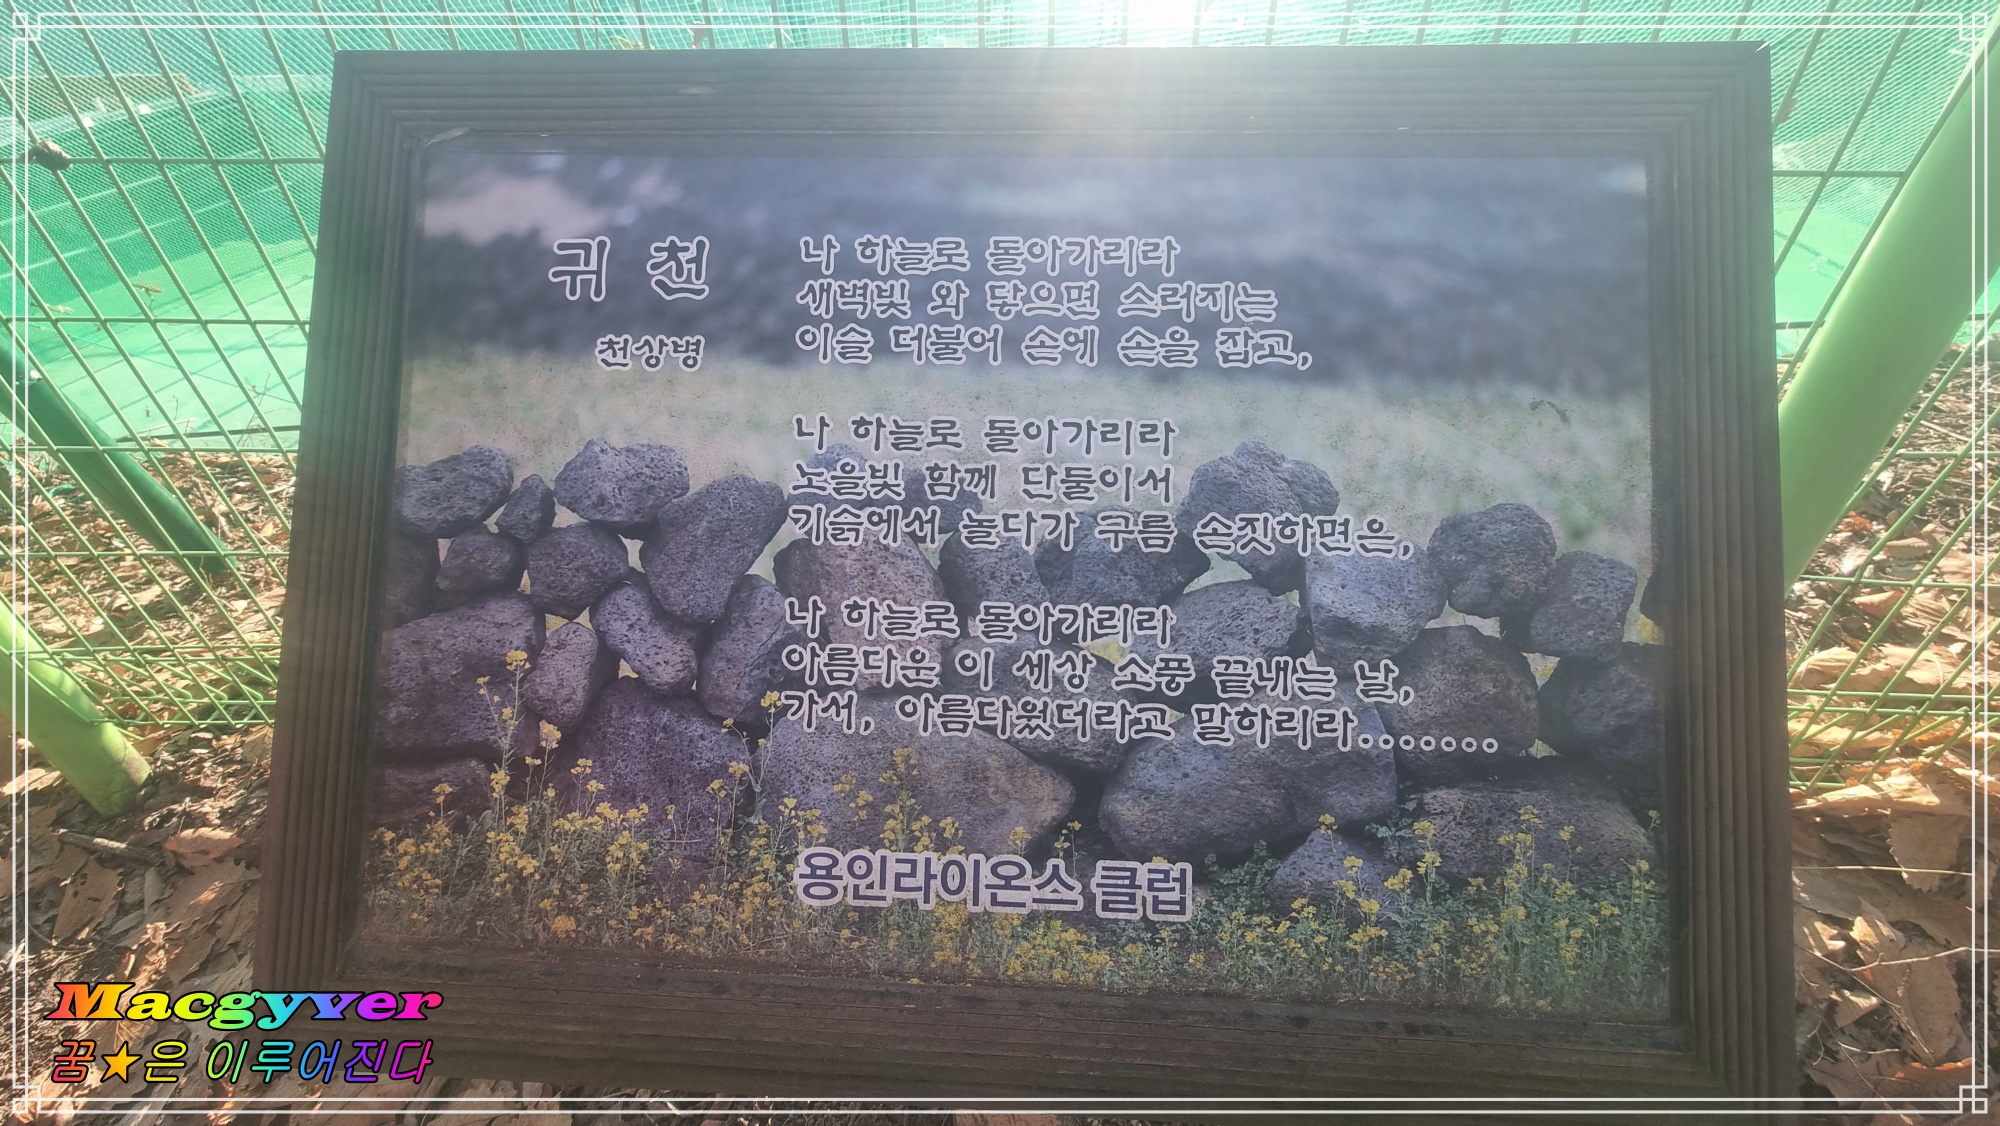 귀 천
천상병
나 하늘로 돌아가리라
새벽빛 와 닿으면 스러지는
이슬 더불어 손에 손을 잡고,
나 하늘로 돌아가리라
노을빛 함께 단둘이서
기슭에서 놀다가 구름 손짓하면은,
나 하늘로 돌아가리라
아름다운 이 세상 소풍 끝내는 날,
가서, 아름다웠더라고 말하리라.......
용인라이온스 클럽
Macgyver
꿈★은 이루어진다